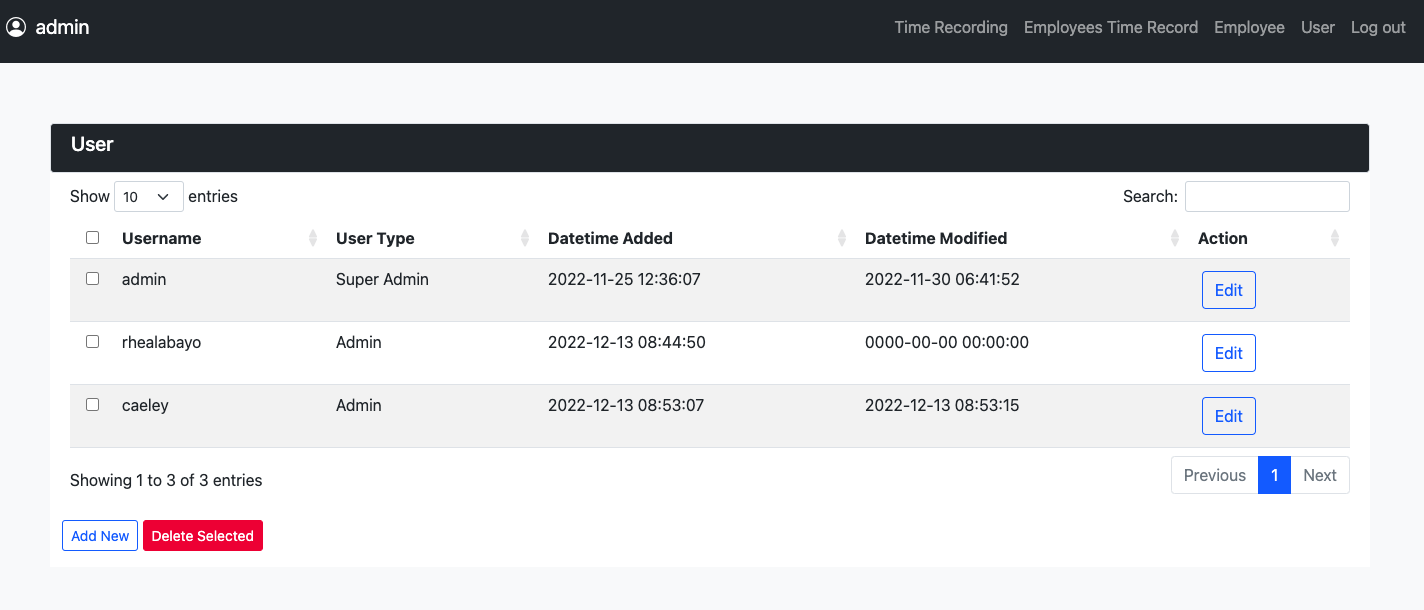 admin Time Recording Employees Time Record Employee User Log out
User
Show 10 entries Search:
Username User Type Datetime Added Datetime Modified Action
admin Super Admin 2022-11-25 12:36:07 2022-11-30 06:41:52 Edit
rhealabayo Admin 2022-12-13 08:44:50 0000-00-00 00:00:00 Edit
caeley Admin 2022-12-13 08:53:07 2022-12-13 08:53:15 Edit
Showing 1 to 3 of 3 entries Previous 1 Next
Add New Delete Selected